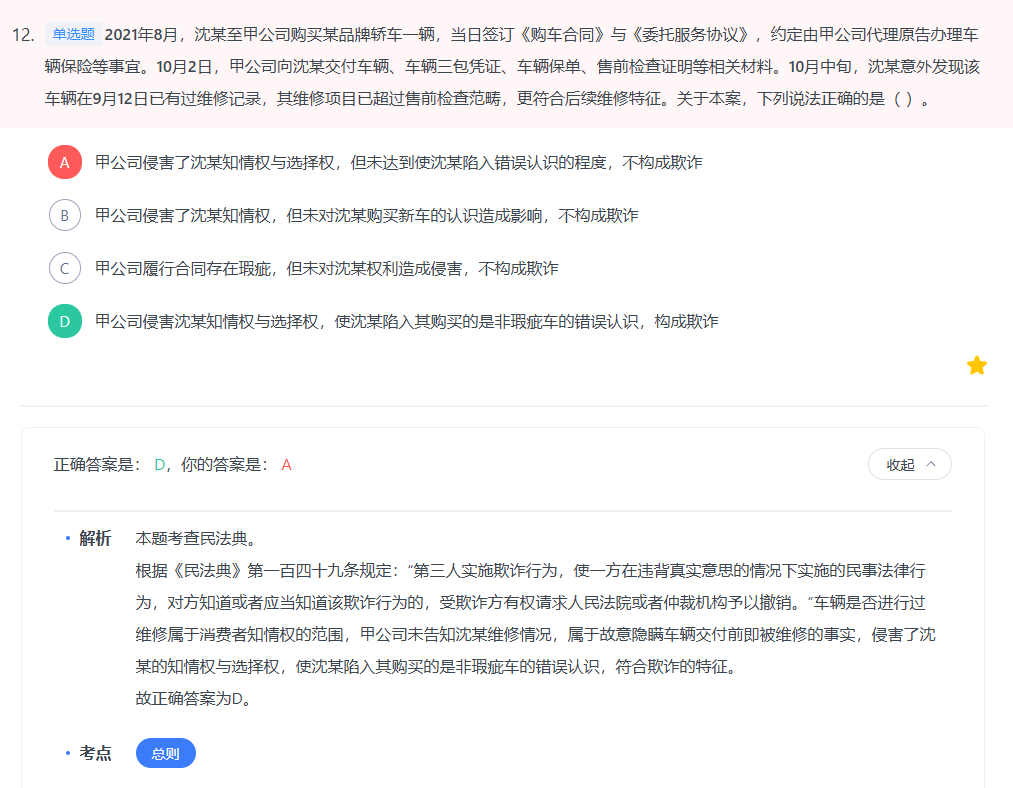 12. 单选题 2021年8月，沈某至甲公司购买某品牌轿车一辆，当日签订《购车合同》与《委托服务协议》，约定由甲公司代理原告办理车
辆保险等事宜。10月2日，甲公司向沈某交付车辆、车辆三包凭证、车辆保单、售前检查证明等相关材料。10月中旬，沈某意外发现该
车辆在9月12日已有过维修记录，其维修项目已超过售前检查范畴，更符合后续维修特征。关于本案，下列说法正确的是（ ）。
A 甲公司侵害了沈某知情权与选择权，但未达到使沈某陷入错误认识的程度，不构成欺诈
B 甲公司侵害了沈某知情权，但未对沈某购买新车的认识造成影响，不构成欺诈
C 甲公司履行合同存在瑕疵，但未对沈某权利造成侵害，不构成欺诈
D 甲公司侵害沈某知情权与选择权，使沈某陷入其购买的是非瑕疵车的错误认识，构成欺诈
正确答案是： D，你的答案是： A
收起
解析 本题考查民法典。
根据《民法典》第一百四十九条规定：“第三人实施欺诈行为，使一方在违背真实意思的情况下实施的民事法律行
为，对方知道或者应当知道该欺诈行为的，受欺诈方有权请求人民法院或者仲裁机构予以撤销。”车辆是否进行过
维修属于消费者知情权的范围，甲公司未告知沈某维修情况，属于故意隐瞒车辆交付前即被维修的事实，侵害了沈
某的知情权与选择权，使沈某陷入其购买的是非瑕疵车的错误认识，符合欺诈的特征。
故正确答案为D。
考点 总则